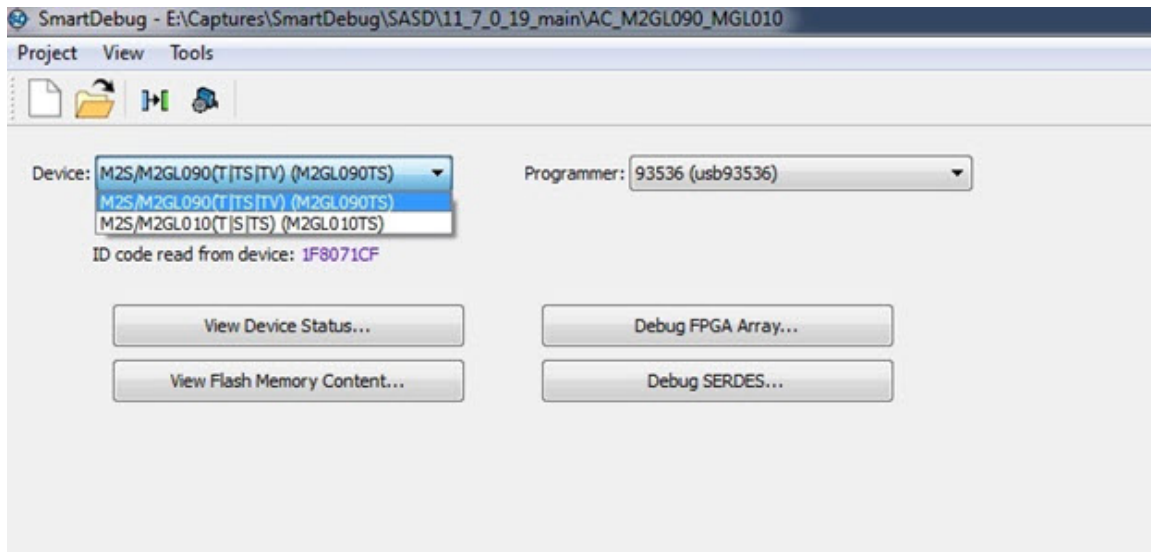 SmartDebug - E:\Captures\SmartDebug\SASD\11_7_0_19_main\AC_M2GL090_MGL010
Project View Tools
Device: M2S/M2GL090(T|TS|TV) (M2GL090TS) Programmer: 93536 (usb93536)
M2S/M2GL090(T|TS|TV) (M2GL090TS)
M2S/M2GL010(T|S|TS) (M2GL010TS)
ID code read from device: 1F8071CF
View Device Status... Debug FPGA Array...
View Flash Memory Content... Debug SERDES...